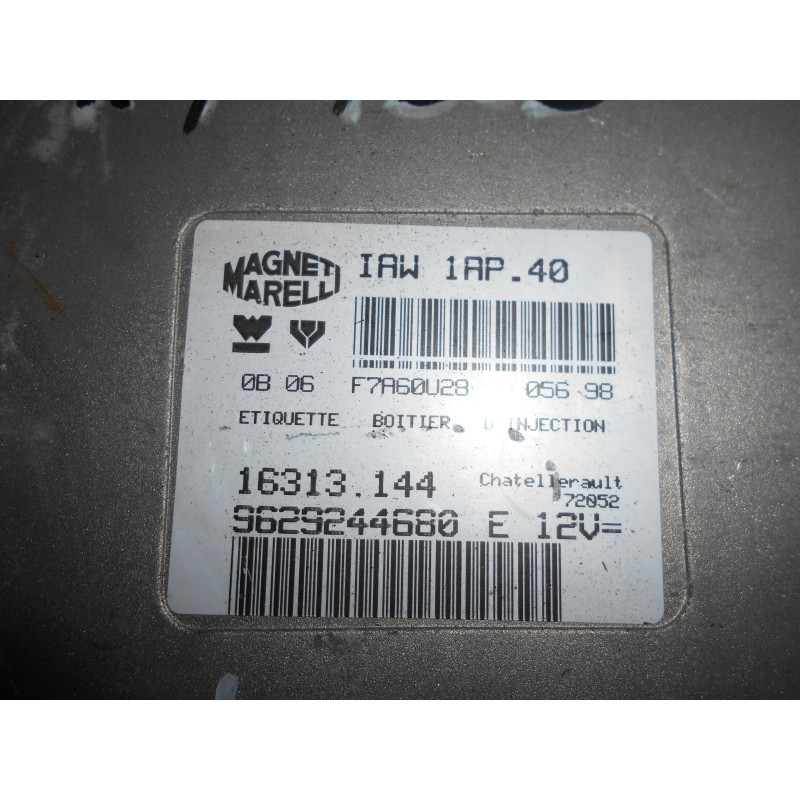 MAGNETI
MARELLI
IAW 1AP.40
0B 06 F7A60U28 056 98
ETIQUETTE BOITIER D INJECTION
16313.144
Chatellerault
72052
9629244680 E 12V=